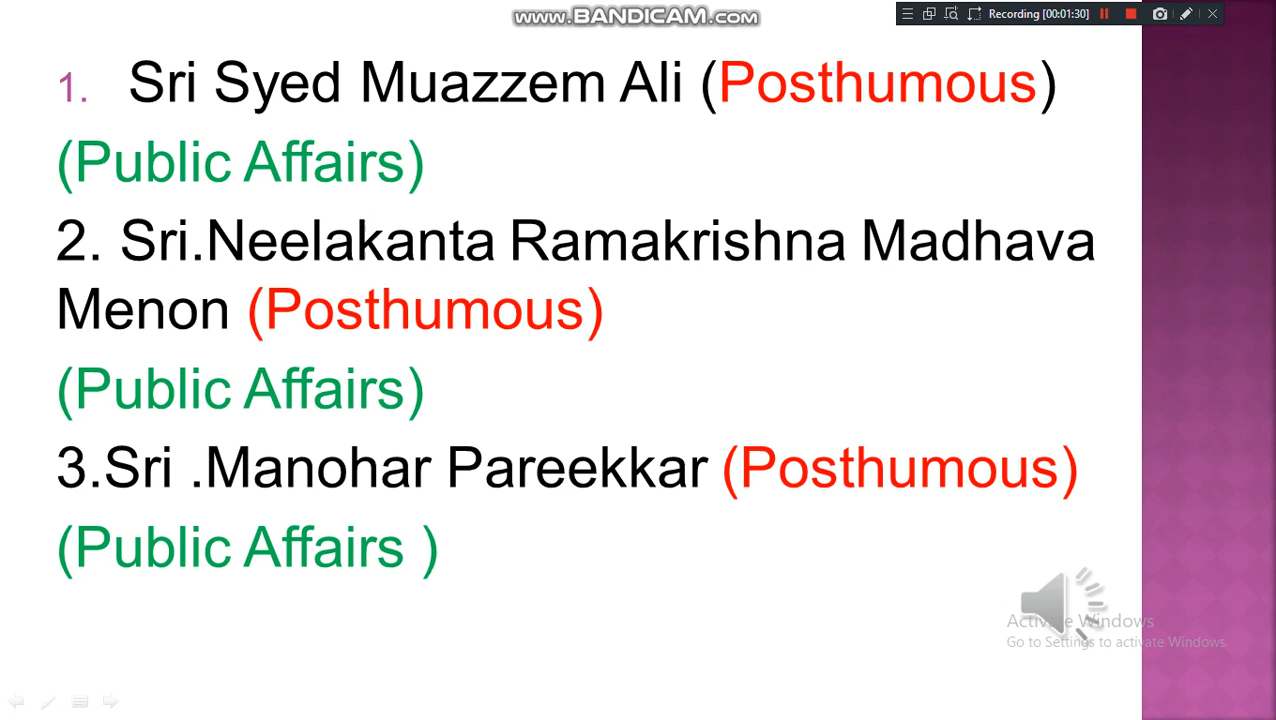 www.BANDICAM.com
Recording [00:01:30]
1. Sri Syed Muazzem Ali (Posthumous)
(Public Affairs)
2. Sri.Neelakanta Ramakrishna Madhava
Menon (Posthumous)
(Public Affairs)
3.Sri .Manohar Pareekkar (Posthumous)
(Public Affairs )
Activate Windows
Go to Settings to activate Windows.